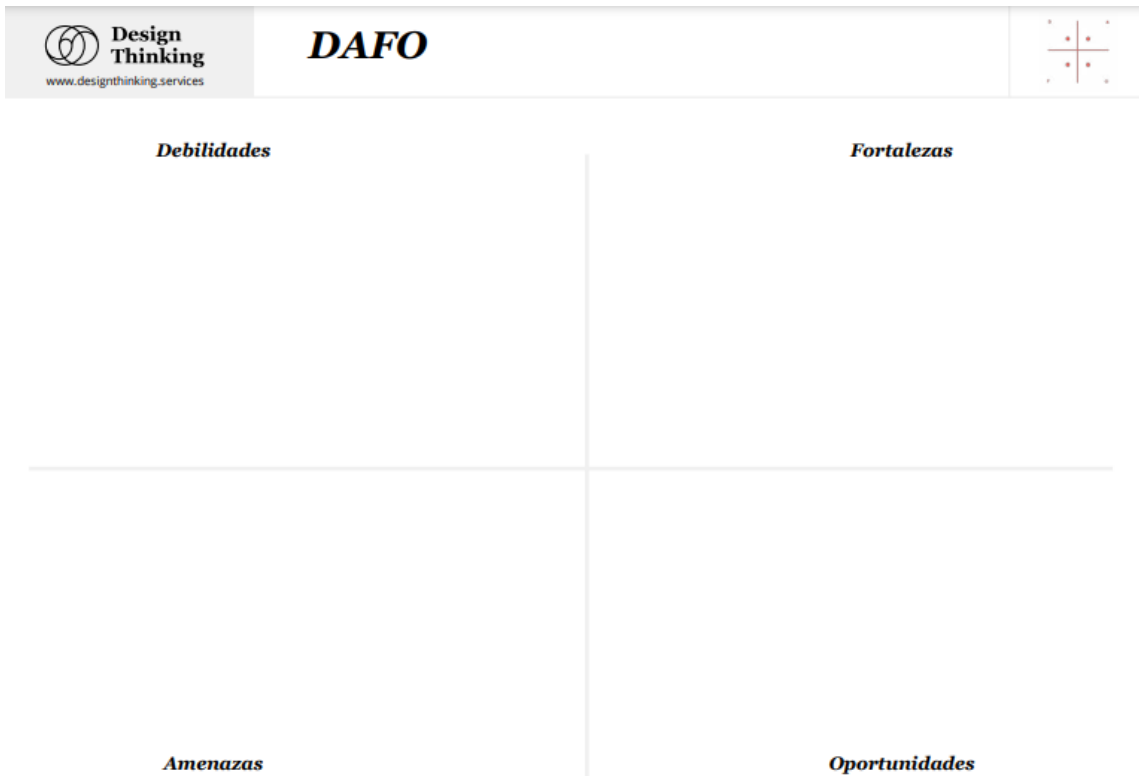 Design
Thinking
www.designthinking.services
DAFO
Debilidades
Fortalezas
Amenazas
Oportunidades